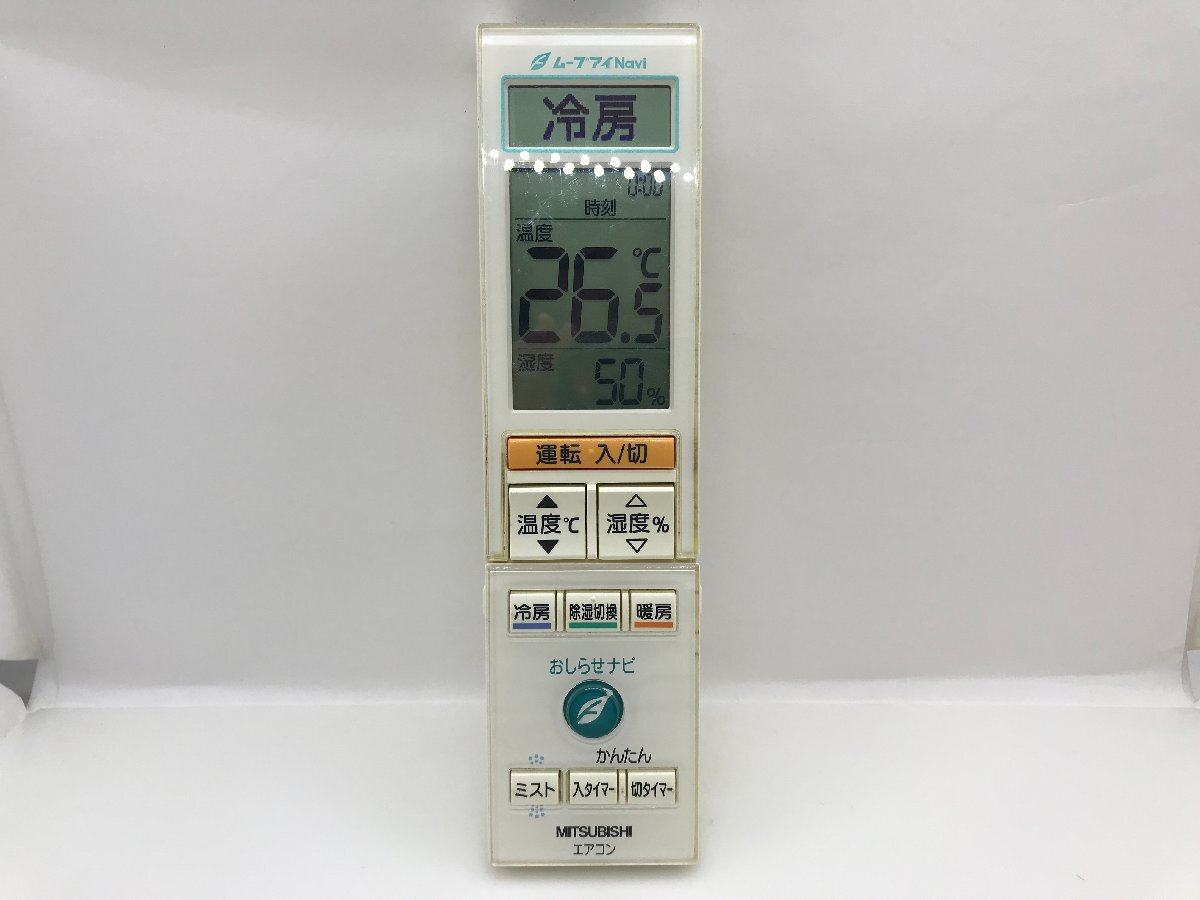 ムーブアイNavi
冷房
0:00
時刻
温度
26.5℃
湿度
50%
運転 入/切
▲ △
温度℃ 湿度%
▼ ▽
冷房 除湿切換 暖房
おしらせナビ
かんたん
ミスト 入タイマー 切タイマー
MITSUBISHI
エアコン